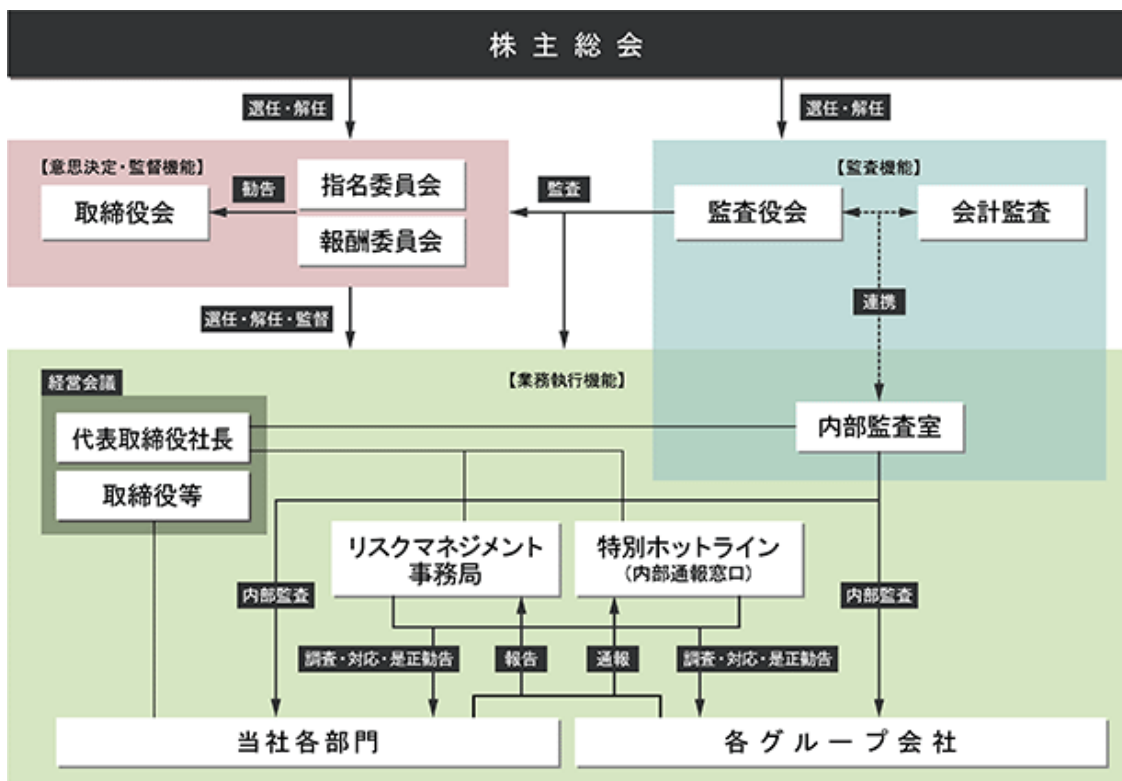 株主総会
選任・解任
選任・解任
【意思決定・監督機能】
取締役会
勧告
指名委員会
報酬委員会
監査
【監査機能】
監査役会
会計監査
連携
選任・解任・監督
【業務執行機能】
経営会議
代表取締役社長
取締役等
内部監査室
リスクマネジメント
事務局
特別ホットライン
（内部通報窓口）
内部監査
内部監査
調査・対応・是正勧告
報告
通報
調査・対応・是正勧告
当社各部門
各グループ会社